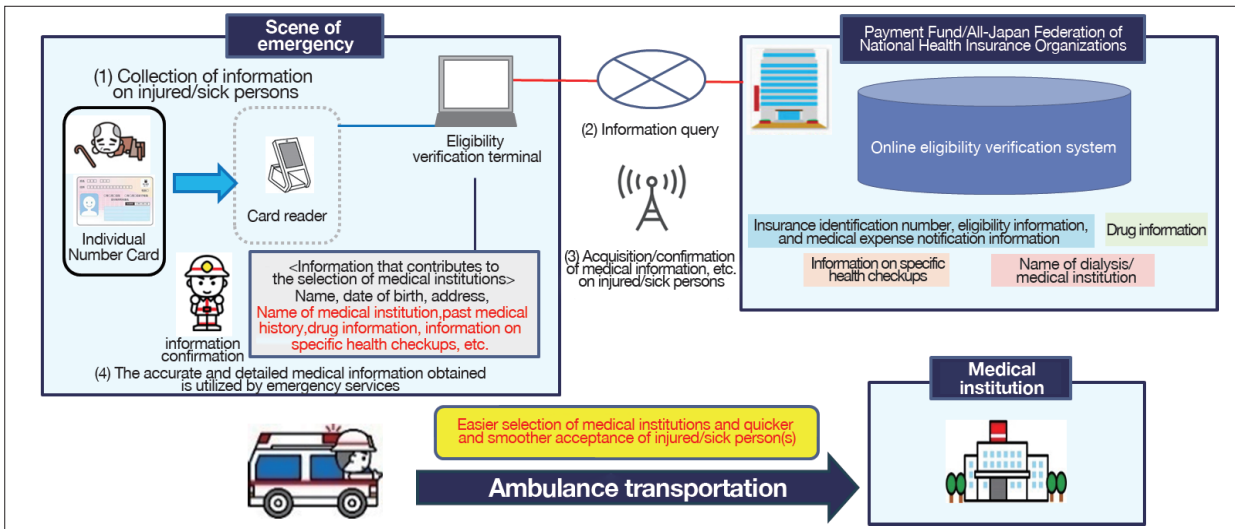 Scene of
emergency
(1) Collection of information
on injured/sick persons
Individual
Number Card
Card reader
Eligibility
verification terminal
<Information that contributes to
the selection of medical institutions>
Name, date of birth, address,
Name of medical institution,past medical
history,drug information, information on
specific health checkups, etc.
information
confirmation
(4) The accurate and detailed medical information obtained
is utilized by emergency services
(2) Information query
(3) Acquisition/confirmation
of medical information, etc.
on injured/sick persons
Payment Fund/All-Japan Federation of
National Health Insurance Organizations
Online eligibility verification system
Insurance identification number, eligibility information,
and medical expense notification information
Drug information
Information on specific
health checkups
Name of dialysis/
medical institution
Easier selection of medical institutions and quicker
and smoother acceptance of injured/sick person(s)
Ambulance transportation
Medical
institution